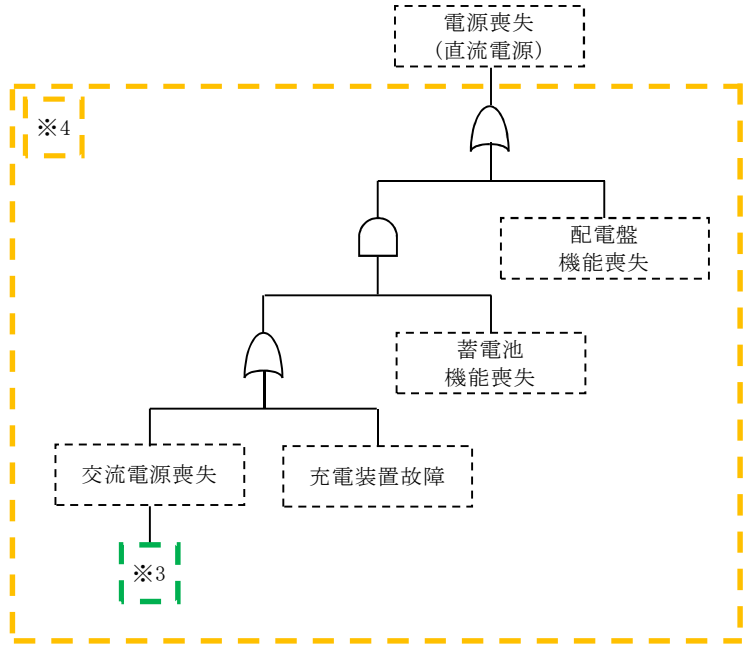 電源喪失
(直流電源)
※4
配電盤
機能喪失
蓄電池
機能喪失
交流電源喪失
充電装置故障
※3